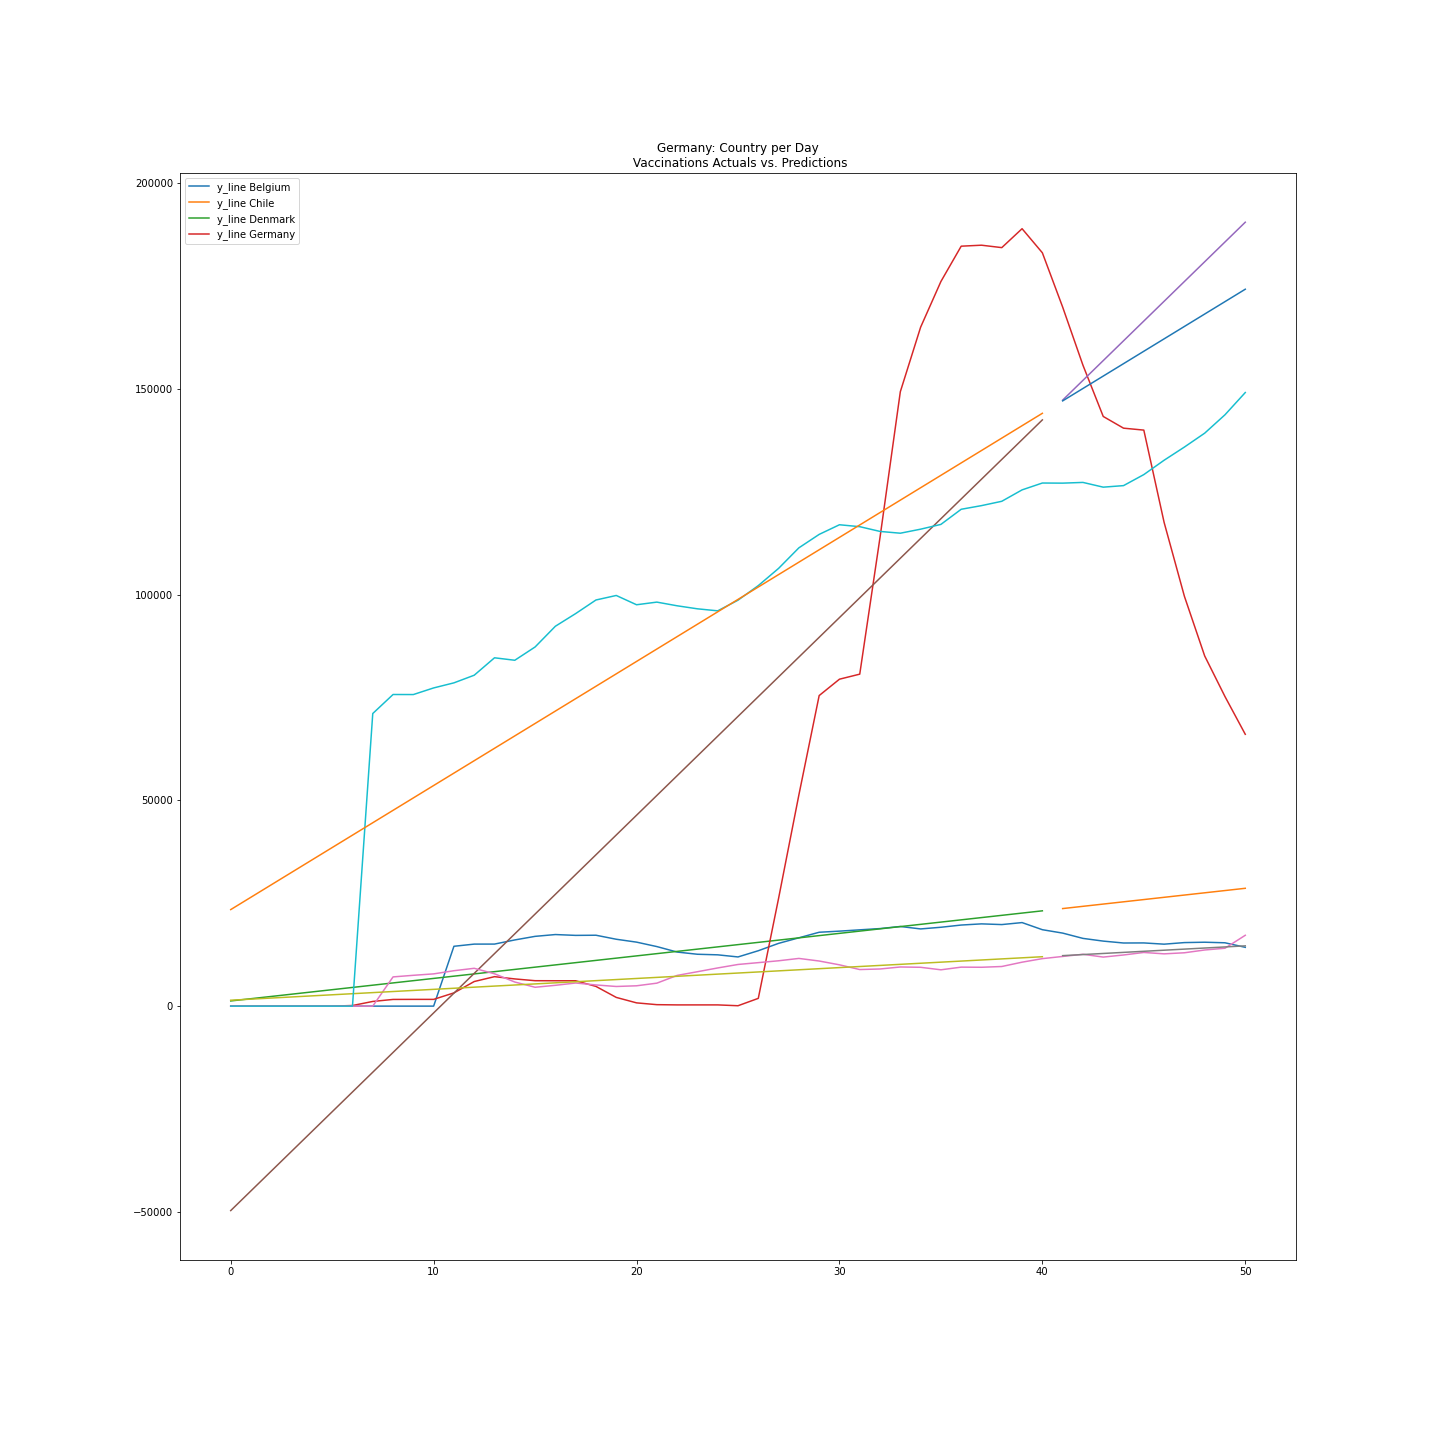 Germany: Country per Day
Vaccinations Actuals vs. Predictions
y_line Belgium
y_line Chile
y_line Denmark
y_line Germany
200000
150000
100000
50000
0
−50000
0 10 20 30 40 50